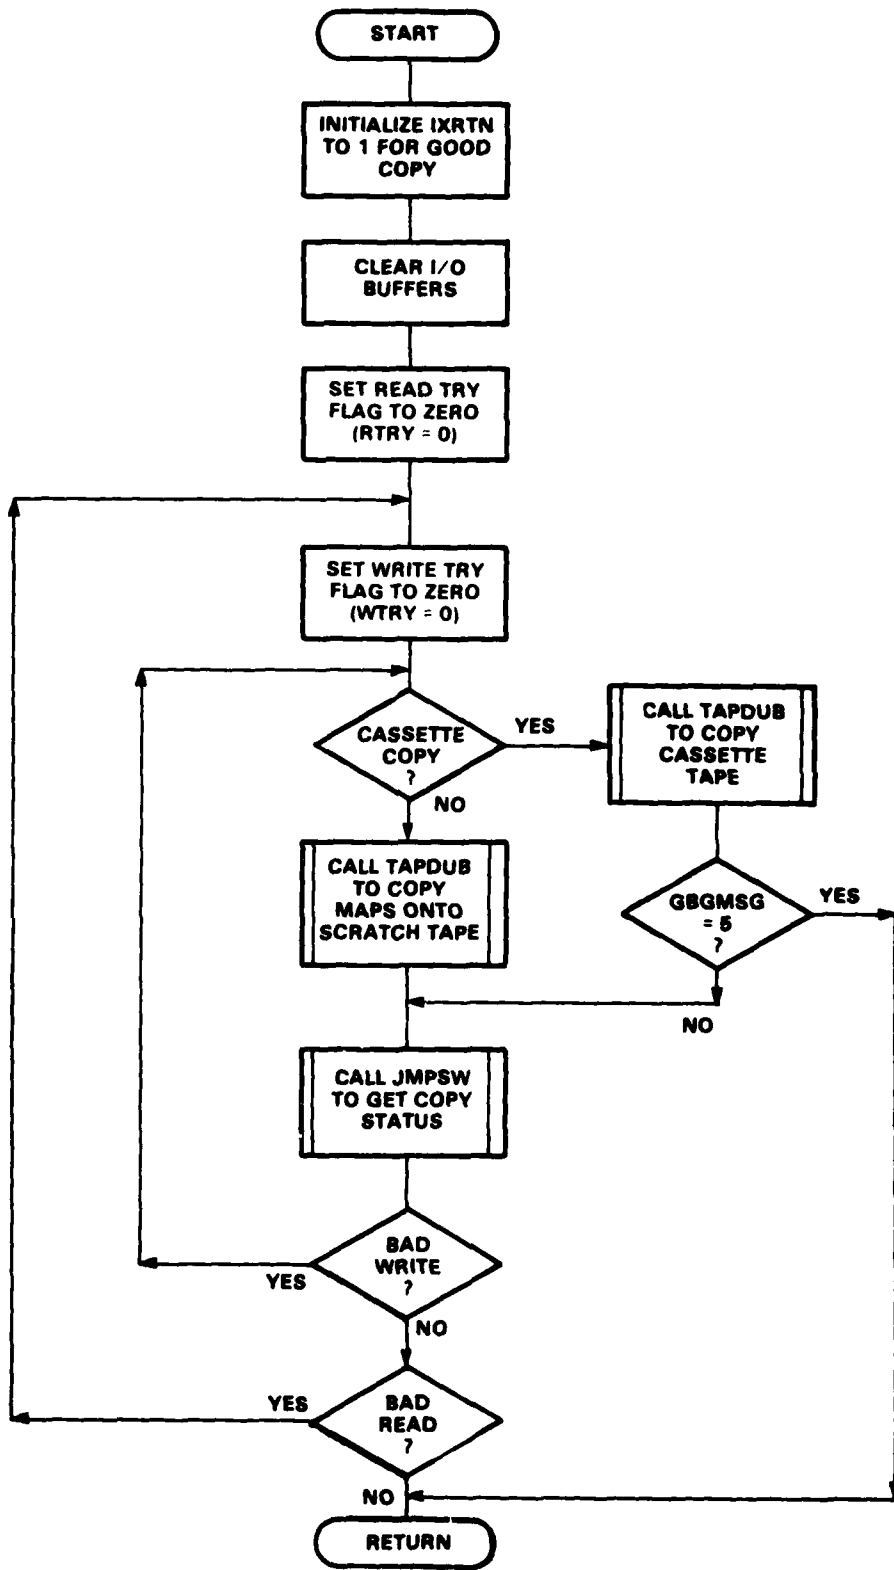 START
INITIALIZE IXRTN
TO 1 FOR GOOD
COPY
CLEAR I/O
BUFFERS
SET READ TRY
FLAG TO ZERO
(RTRY = 0)
SET WRITE TRY
FLAG TO ZERO
(WTRY = 0)
CASSETTE
COPY
?
YES
NO
CALL TAPDUB
TO COPY
CASSETTE
TAPE
CALL TAPDUB
TO COPY
MAPS ONTO
SCRATCH TAPE
GBGMSG
= 5
?
YES
NO
CALL JMPSW
TO GET COPY
STATUS
BAD
WRITE
?
YES
NO
BAD
READ
?
YES
NO
RETURN